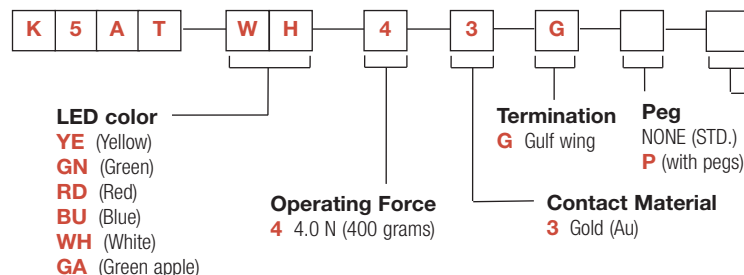 K 5 A T W H 4 3 G
LED color
YE (Yellow)
GN (Green)
RD (Red)
BU (Blue)
WH (White)
GA (Green apple)
Operating Force
4 4.0 N (400 grams)
Termination
G Gulf wing
Contact Material
3 Gold (Au)
Peg
NONE (STD.)
P (with pegs)